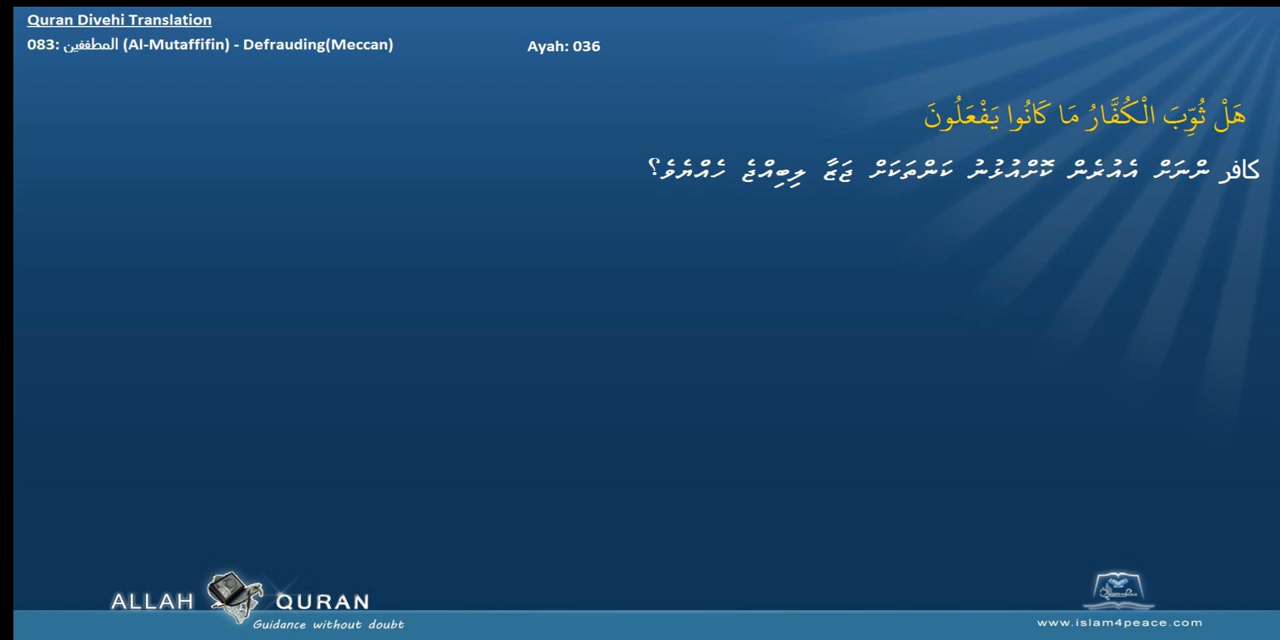 Quran Divehi Translation
083: المطففين (Al-Mutaffifin) - Defrauding(Meccan)
Ayah: 036
هَلْ ثُوِّبَ الْكُفَّارُ مَا كَانُوا يَفْعَلُونَ
كافر ންނަށް އެއުރެން ކޮށްއުޅުނު ކަންތަކަށް ޖަޒާ ލިބިއްޖެ ހެއްޔެވެ؟
ALLAH QURAN
Guidance without doubt
www.islam4peace.com